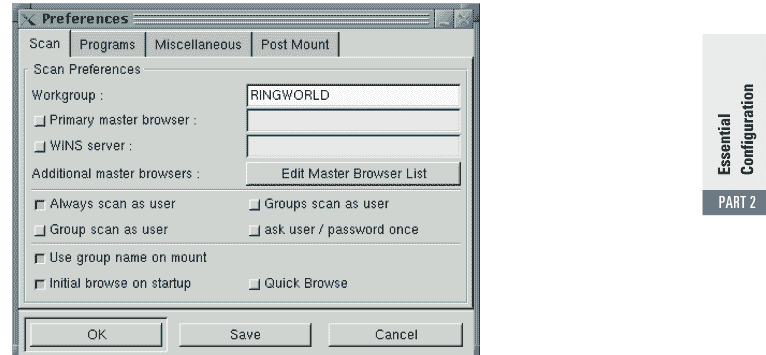 Preferences
Scan Programs Miscellaneous Post Mount
Scan Preferences
Workgroup : RINGWORLD
Primary master browser :
WINS server :
Additional master browsers : Edit Master Browser List
Always scan as user Groups scan as user
Group scan as user ask user / password once
Use group name on mount
Initial browse on startup Quick Browse
OK Save Cancel
Essential
Configuration
PART 2